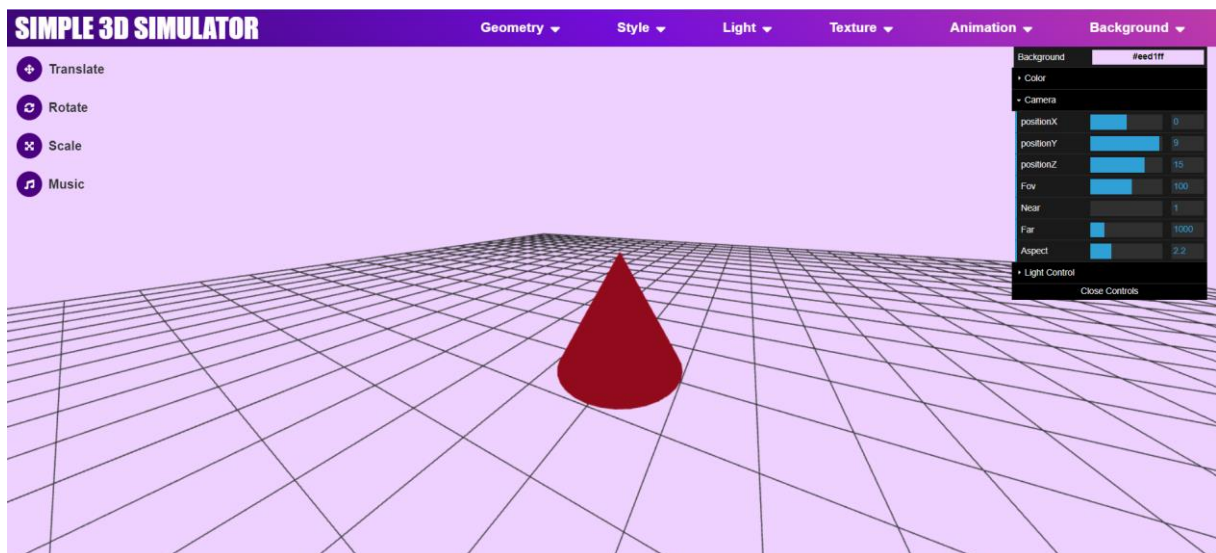 SIMPLE 3D SIMULATOR Geometry Style Light Texture Animation Background
Translate
Rotate
Scale
Music
Background #eed1ff
Color
Camera
positionX 0
positionY 9
positionZ 15
Fov 100
Near 1
Far 1000
Aspect 2.2
Light Control
Close Controls